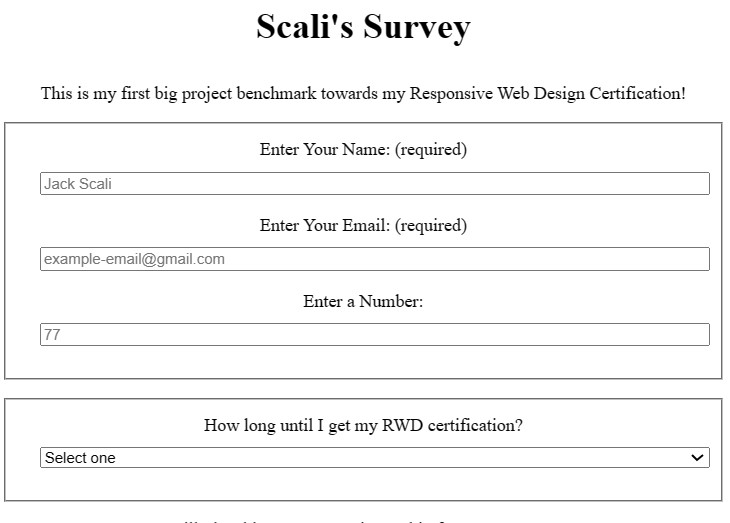 Scali's Survey
This is my first big project benchmark towards my Responsive Web Design Certification!
Enter Your Name: (required)
Jack Scali
Enter Your Email: (required)
example-email@gmail.com
Enter a Number:
77
How long until I get my RWD certification?
Select one